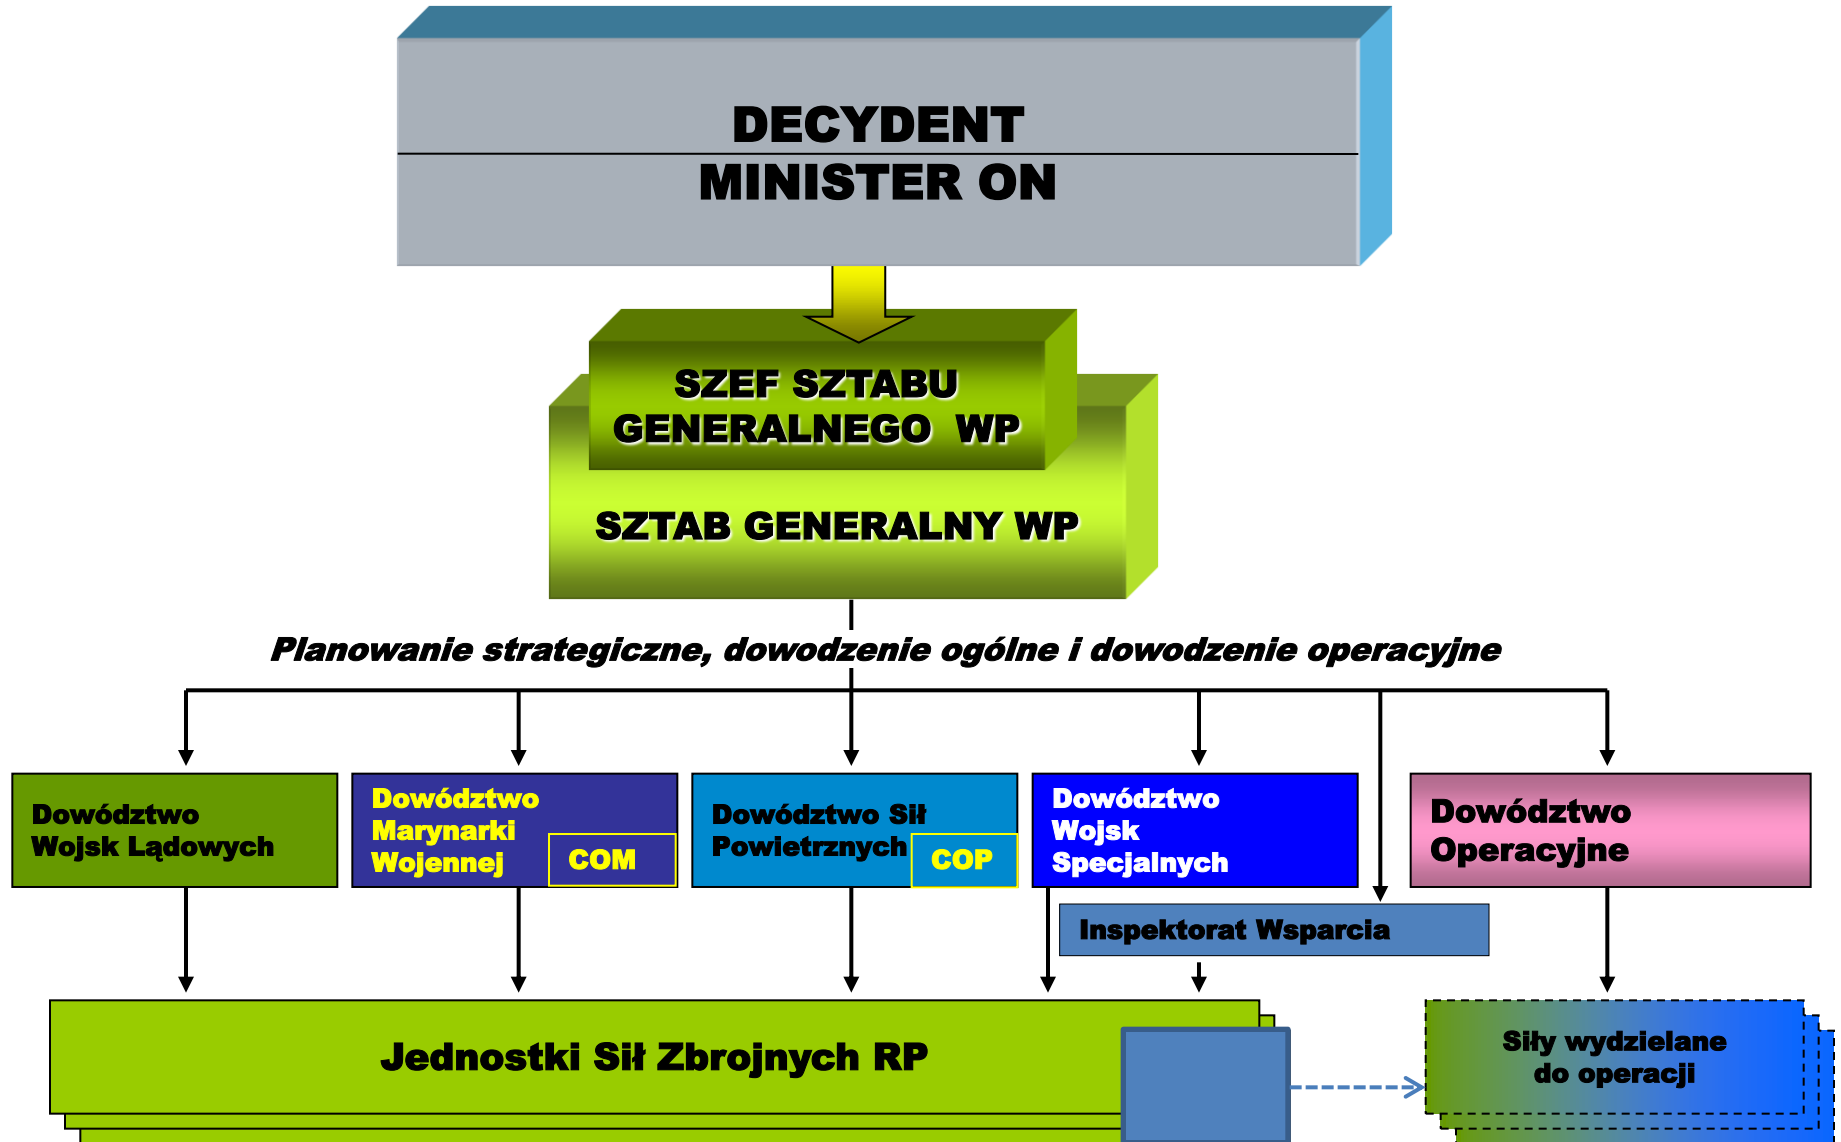 DECYDENT
MINISTER ON
SZEF SZTABU
GENERALNEGO WP
SZTAB GENERALNY WP
Planowanie strategiczne, dowodzenie ogólne i dowodzenie operacyjne
Dowództwo
Wojsk Lądowych
Dowództwo
Marynarki
Wojennej
COM
Dowództwo Sił
Powietrznych
COP
Dowództwo
Wojsk
Specjalnych
Dowództwo
Operacyjne
Inspektorat Wsparcia
Jednostki Sił Zbrojnych RP
Siły wydzielane
do operacji